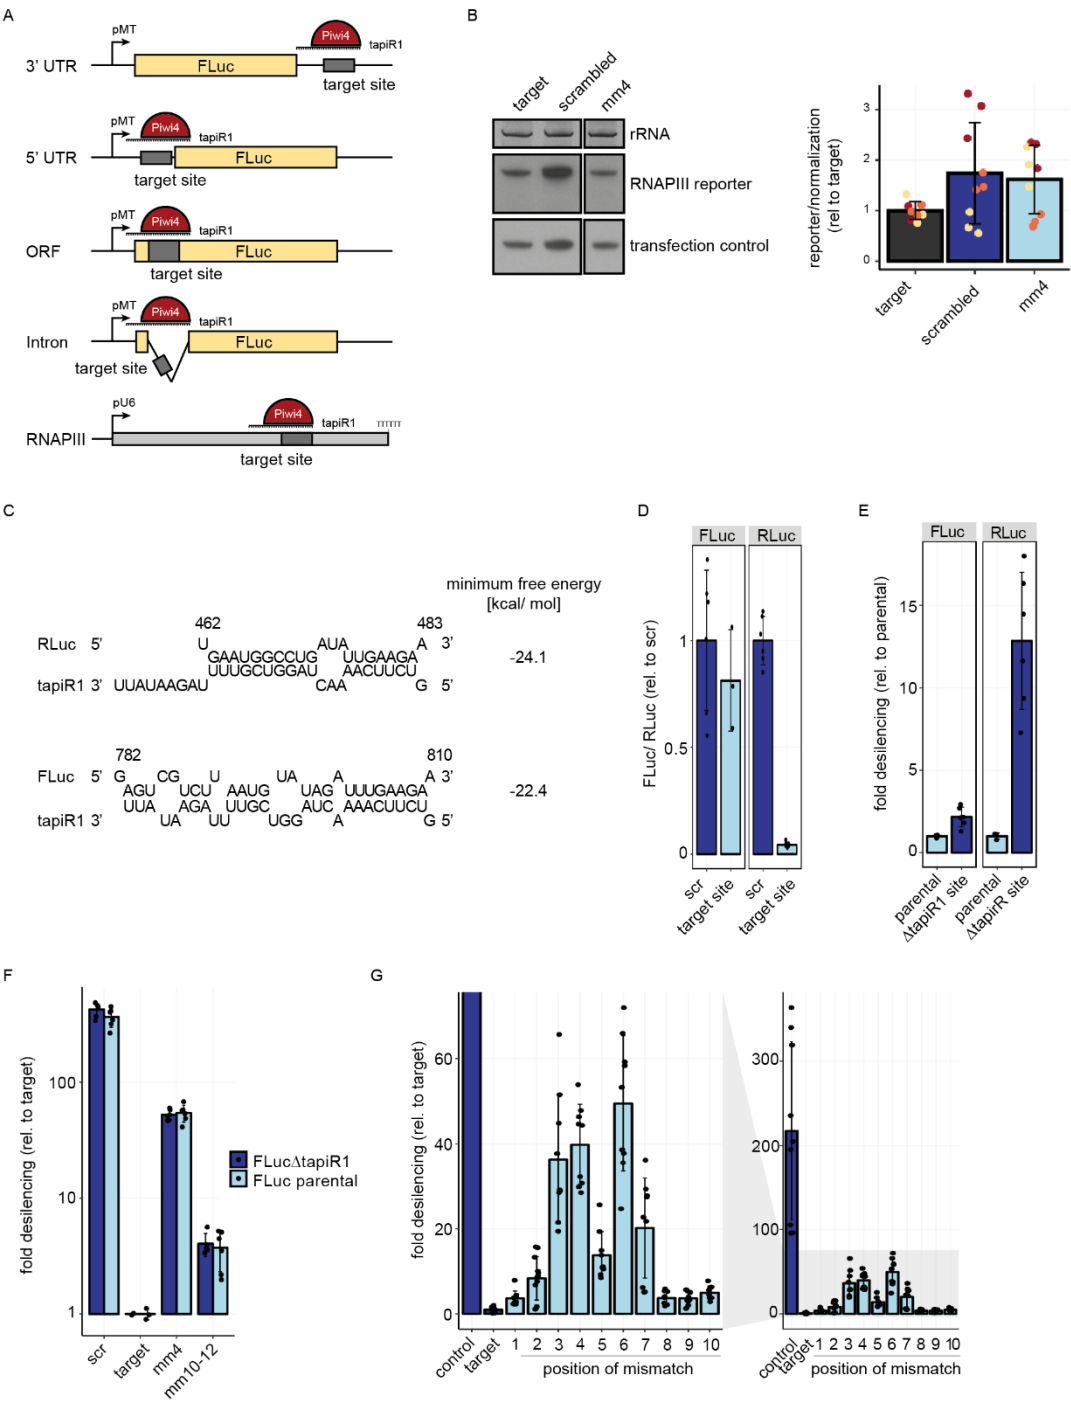 A
pMT
Piwi4
tapiR1
3' UTR
FLuc
target site
pMT
Piwi4
tapiR1
5' UTR
FLuc
target site
pMT
Piwi4
tapiR1
ORF
FLuc
target site
pMT
Piwi4
tapiR1
Intron
FLuc
target site
pU6
Piwi4
tapiR1
TTTTTT
RNAPIII
target site
B
target
scrambled
mm4
rRNA
RNAPIII reporter
transfection control
reporter/normalization
(rel to target)
3
2
1
0
target
scrambled
mm4
C
minimum free energy
[kcal/ mol]
462
483
RLuc 5' U AUA A 3'
GAAUGGCCUG UUGAAGA
UUUGCUGGAU AACUUCU
tapiR1 3' UUAUAAGAU CAA G 5'
-24.1
782
810
FLuc 5' G CG U UA A A 3'
AGU UCU AAUG UAG UUUGAAGA
UUA AGA UUGC AUC AAACUUCU
tapiR1 3' UA UU UGG A G 5'
-22.4
D
FLuc
RLuc
FLuc/ RLuc (rel. to scr)
1
0.5
0
scr
target site
scr
target site
E
FLuc
RLuc
fold desilencing (rel. to parental)
15
10
5
0
parental
ΔtapiR1 site
parental
ΔtapirR site
F
fold desilencing (rel. to target)
100
10
1
scr
target
mm4
mm10-12
FLucΔtapiR1
FLuc parental
G
fold desilencing (rel. to target)
60
40
20
0
control
target
1 2 3 4 5 6 7 8 9 10
position of mismatch
300
200
100
0
control
target
1 2 3 4 5 6 7 8 9 10
position of mismatch